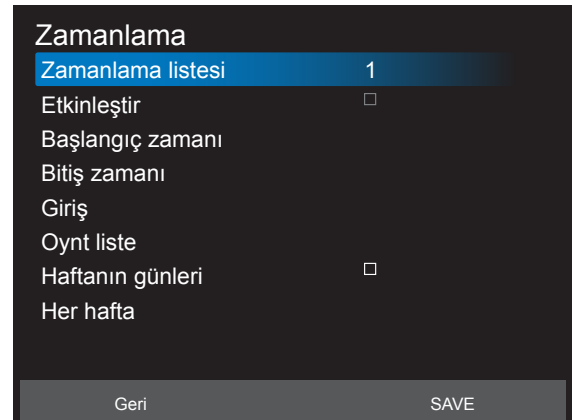 Zamanlama
Zamanlama listesi 1
Etkinleştir
Başlangıç zamanı
Bitiş zamanı
Giriş
Oynt liste
Haftanın günleri
Her hafta
Geri SAVE